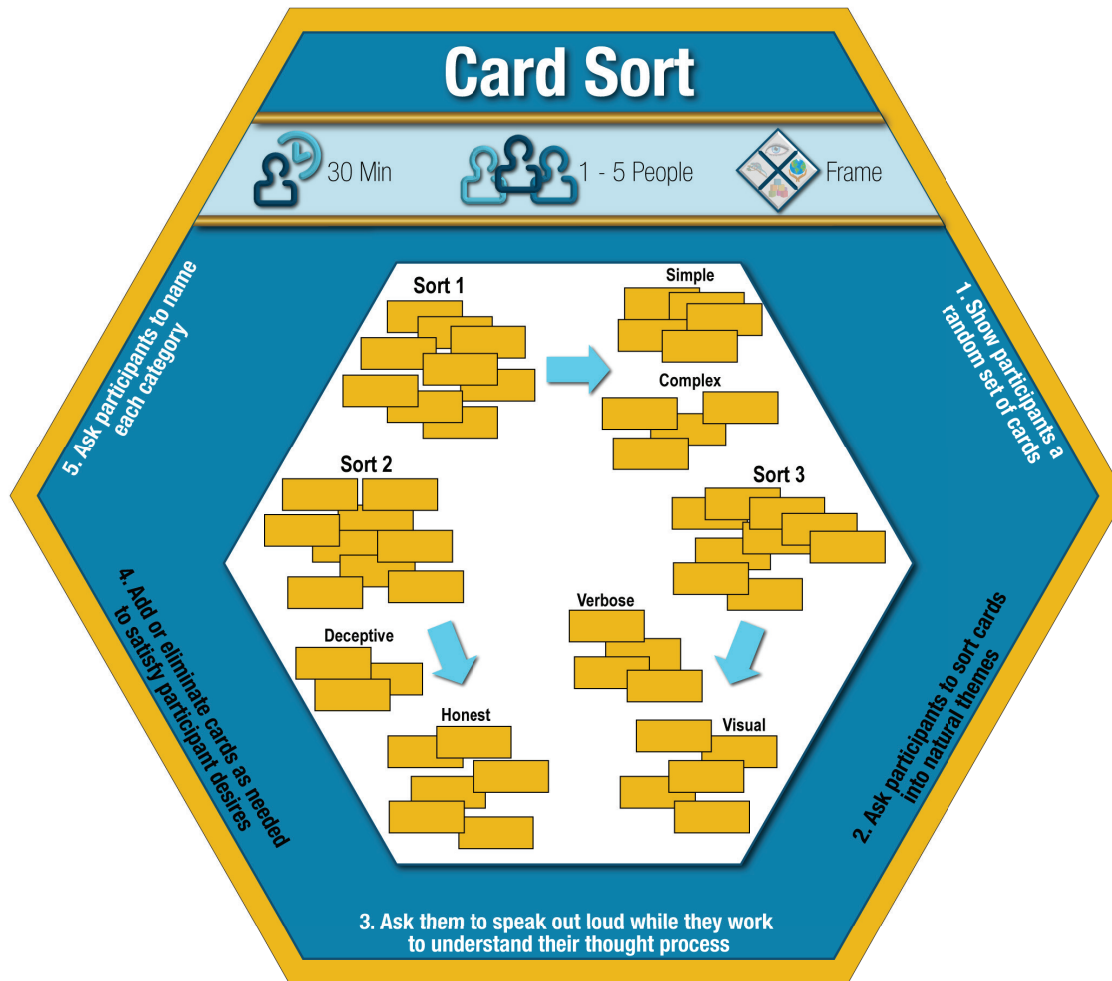 Card Sort
30 Min
1 - 5 People
Frame
1. Show participants a
random set of cards
2. Ask participants to sort cards
into natural themes
3. Ask them to speak out loud while they work
to understand their thought process
4. Add or eliminate cards as needed
to satisfy participant desires
5. Ask participants to name
each category
Sort 1
Simple
Complex
Sort 2
Deceptive
Honest
Sort 3
Verbose
Visual